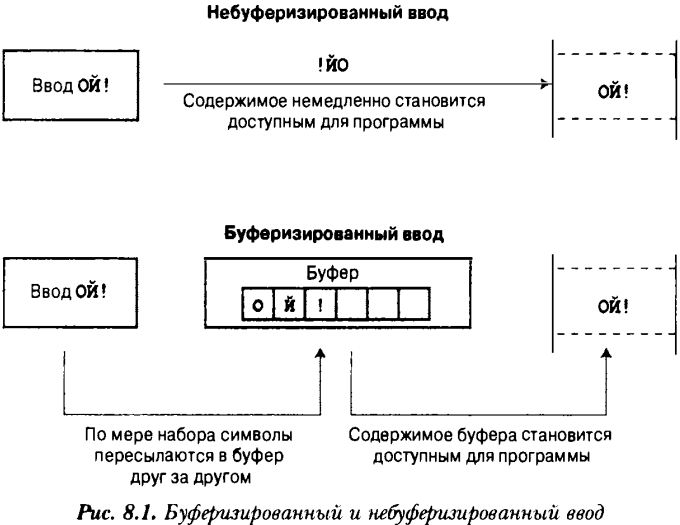 Небуферизированный ввод
!ЙО
Ввод ОЙ!
ОЙ!
Содержимое немедленно становится
доступным для программы
Буферизированный ввод
Буфер
Ввод ОЙ!
О Й !
ОЙ!
По мере набора символы
пересылаются в буфер
друг за другом
Содержимое буфера становится
доступным для программы
Рис. 8.1. Буферизированный и небуферизированный ввод